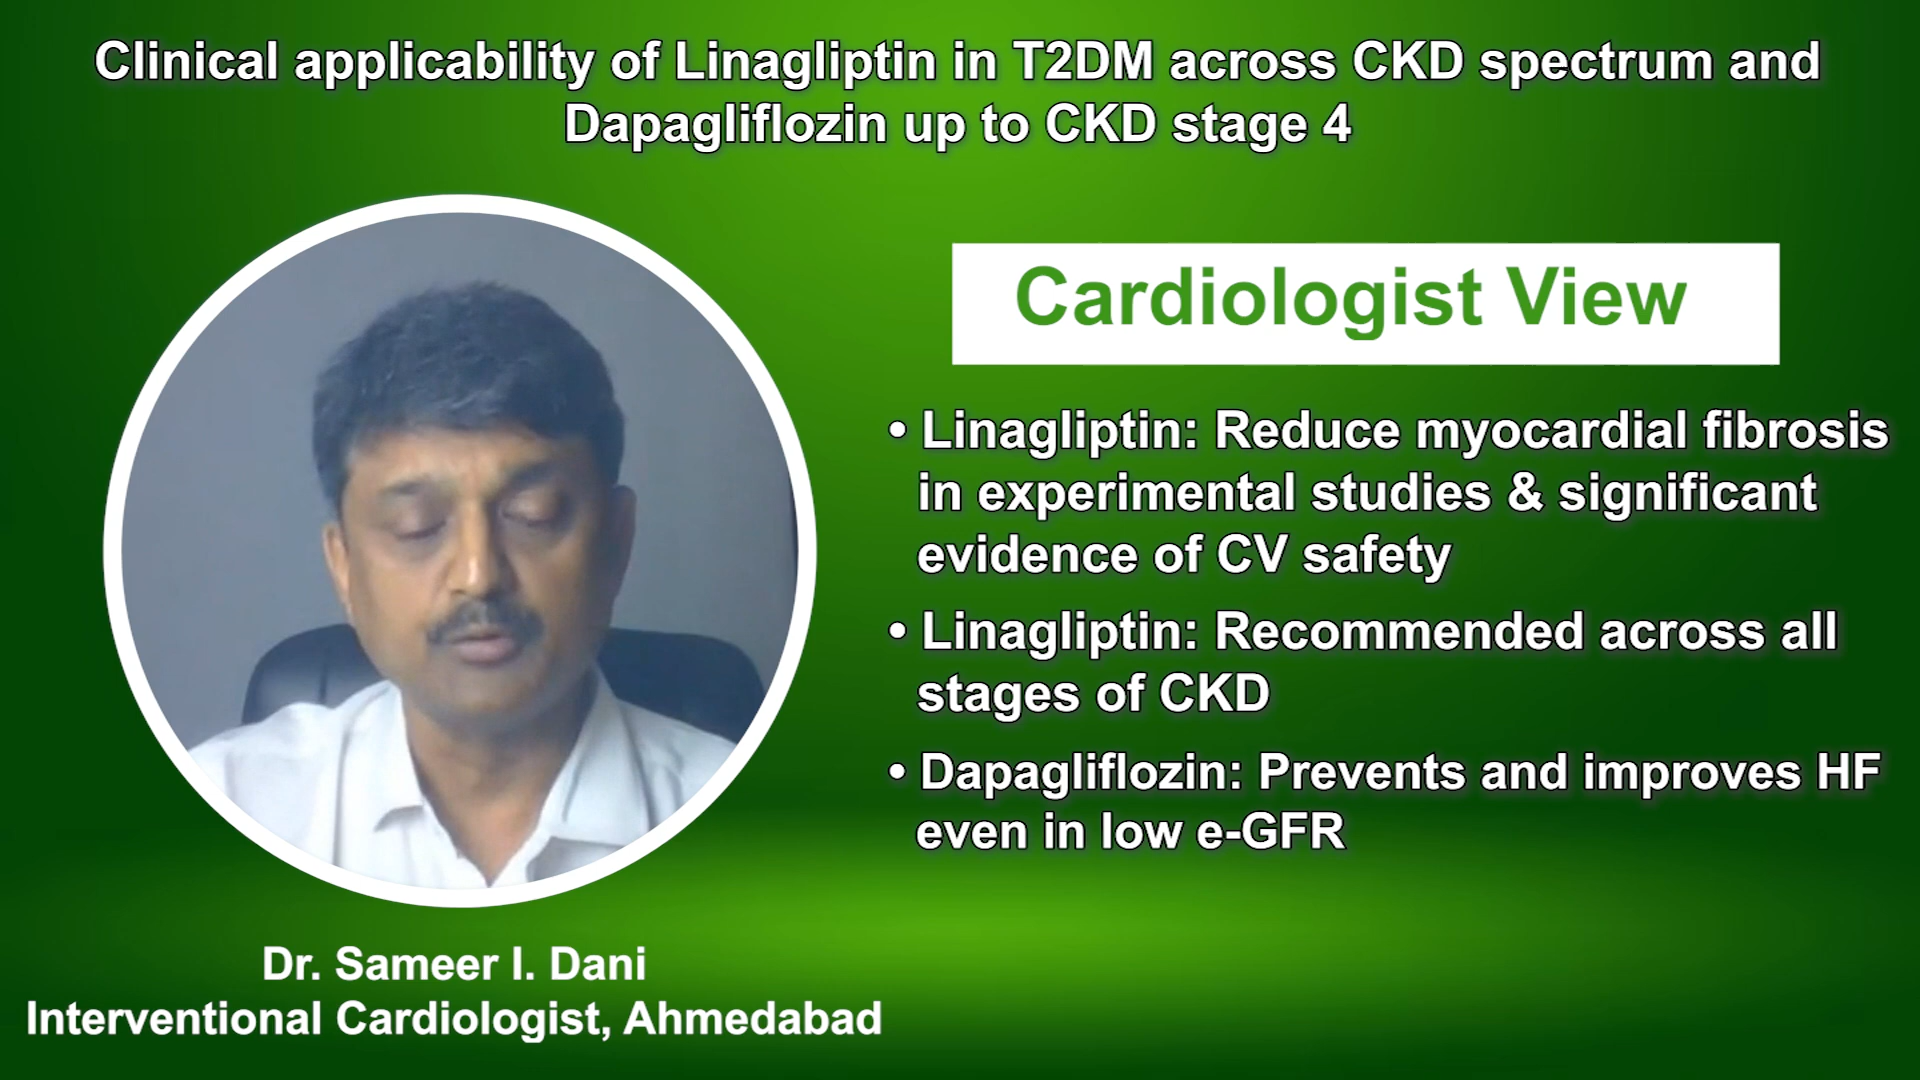 Clinical applicability of Linagliptin in T2DM across CKD spectrum and
Dapagliflozin up to CKD stage 4
Cardiologist View
• Linagliptin: Reduce myocardial fibrosis
in experimental studies & significant
evidence of CV safety
• Linagliptin: Recommended across all
stages of CKD
• Dapagliflozin: Prevents and improves HF
even in low e-GFR
Dr. Sameer I. Dani
Interventional Cardiologist, Ahmedabad